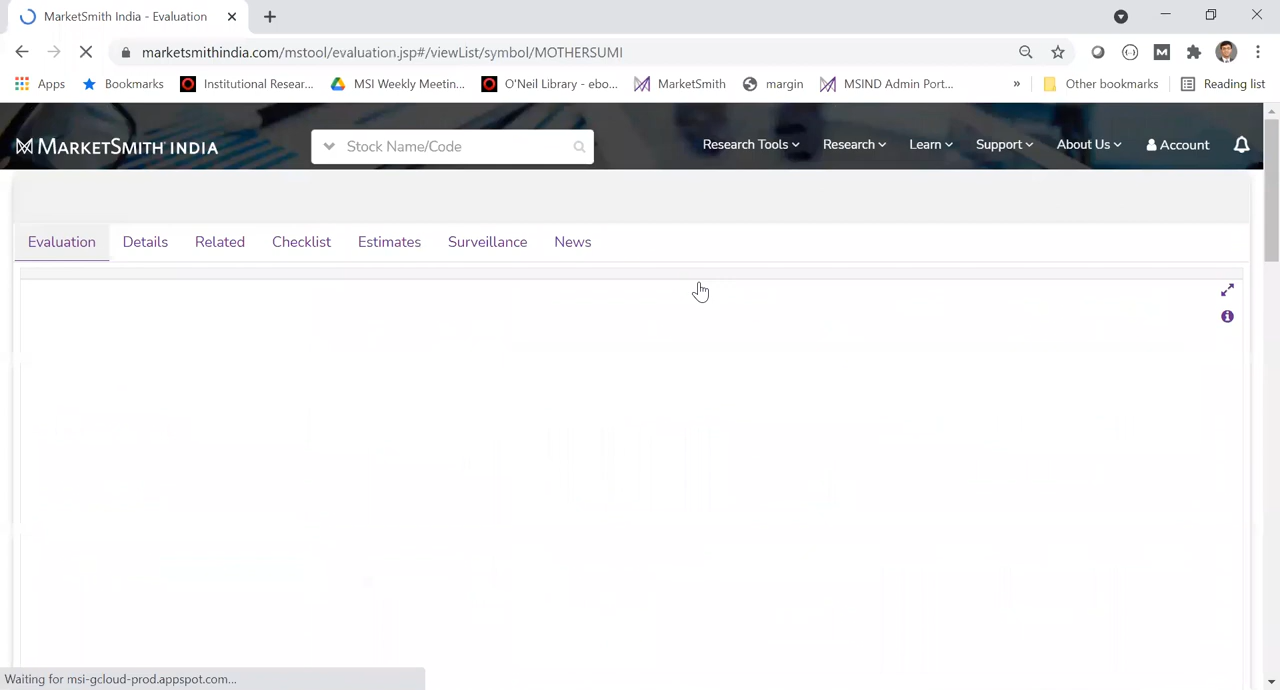 MarketSmith India - Evaluation
marketsmithindia.com/mstool/evaluation.jsp#/viewList/symbol/MOTHERSUMI
Apps Bookmarks Institutional Resear... MSI Weekly Meetin... O'Neil Library - ebo... MarketSmith margin MSIND Admin Port... » Other bookmarks Reading list
MARKETSMITH INDIA Stock Name/Code Research Tools Research Learn Support About Us Account
Evaluation Details Related Checklist Estimates Surveillance News
Waiting for msi-gcloud-prod.appspot.com...